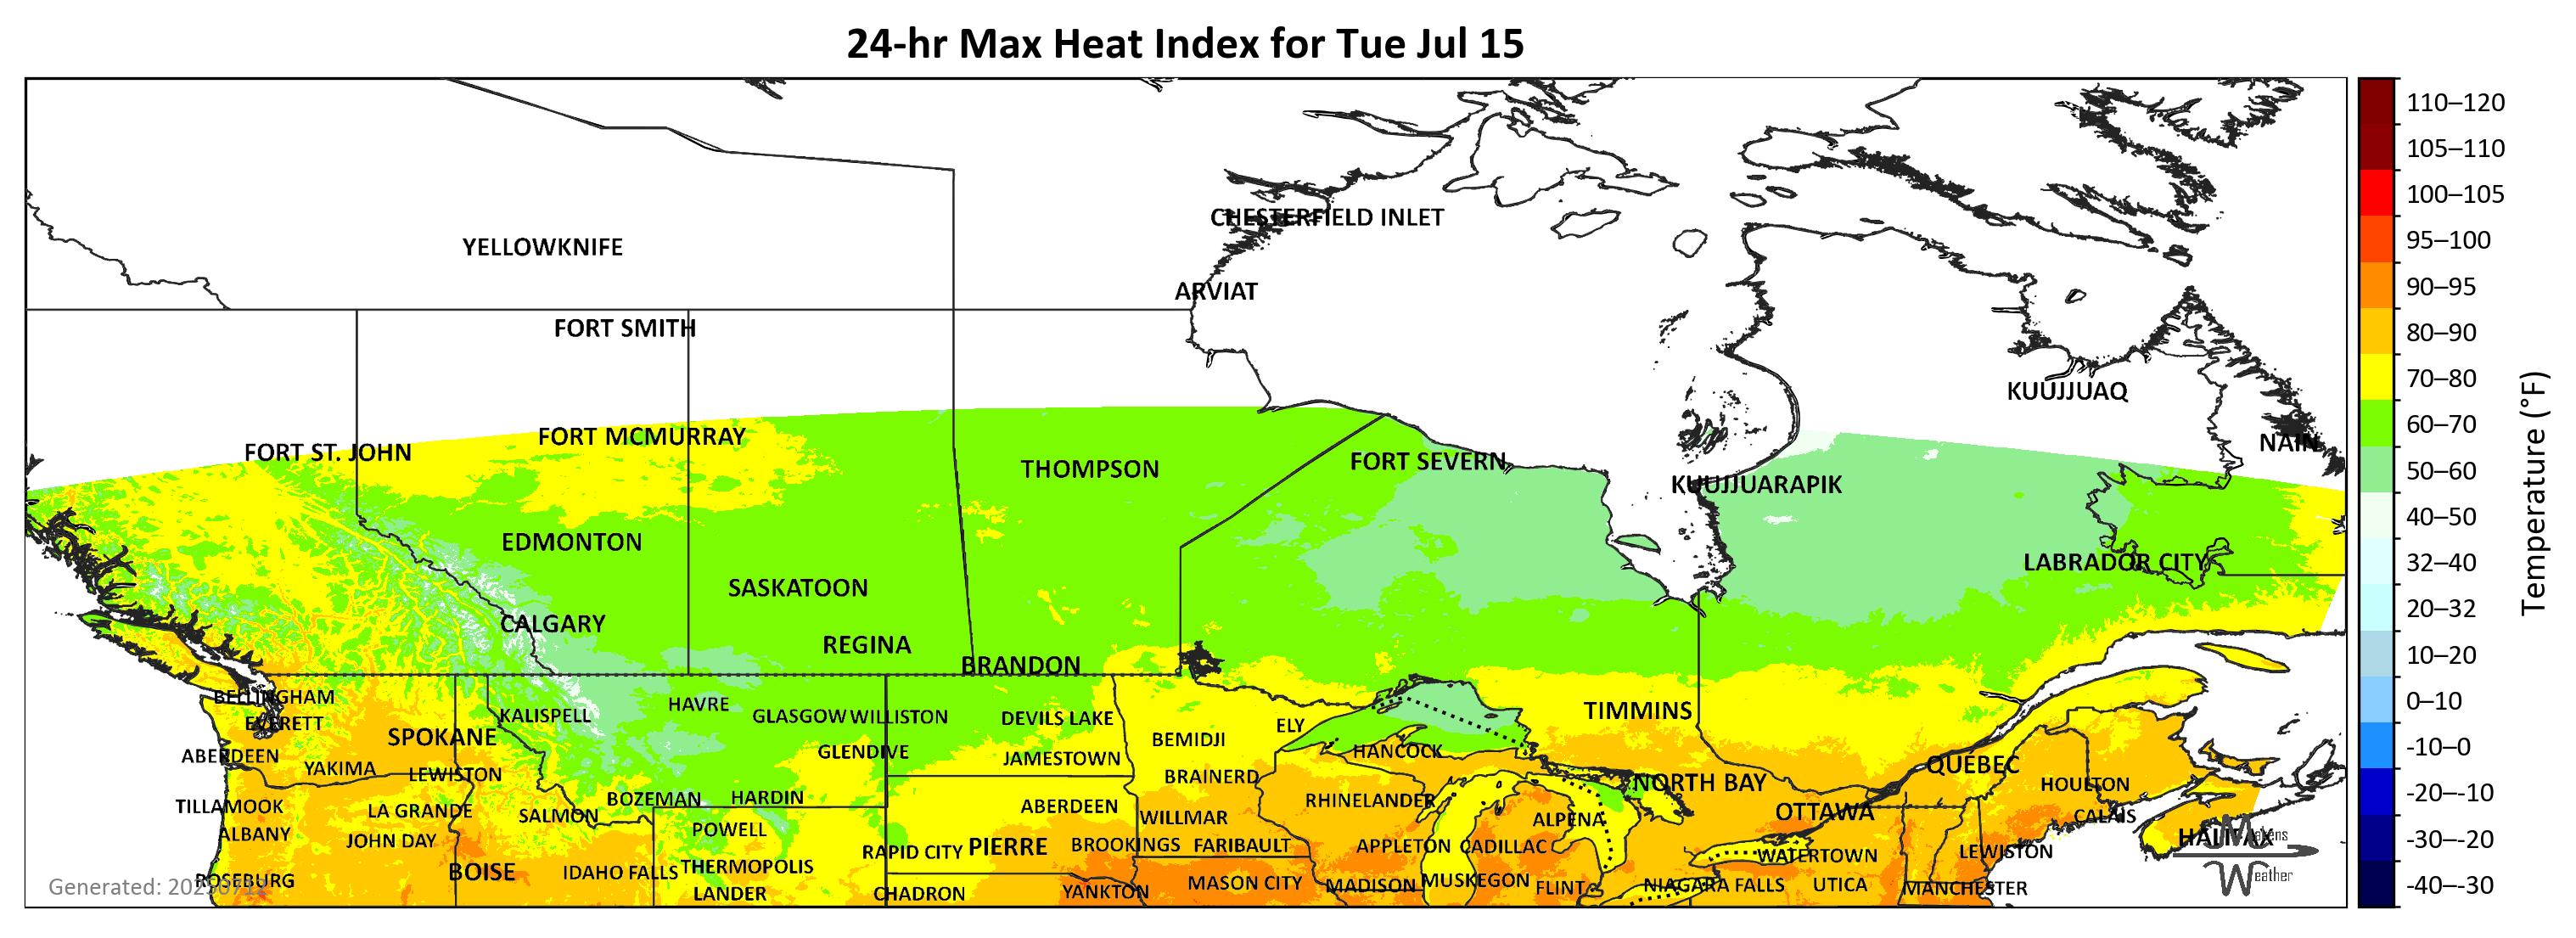 24-hr Max Heat Index for Tue Jul 15
110–120
105–110
CHESTERFIELD INLET
100–105
YELLOWKNIFE
95–100
ARVIAT
90–95
FORT SMITH
80–90
KUUJJUAQ
70–80
FORT MCMURRAY
60–70
FORT ST. JOHN
NAIN
THOMPSON
FORT SEVERN
50–60
KUUJJUARAPIK
40–50
EDMONTON
LABRADOR CITY
32–40
SASKATOON
20–32
CALGARY
REGINA
10–20
BRANDON
Temperature (°F)
BELLINGHAM
HAVRE
0–10
KALISPELL
GLASGOW
WILLISTON
DEVILS LAKE
TIMMINS
EVERETT
ELY
SPOKANE
BEMIDJI
-10–0
ABERDEEN
GLENDIVE
JAMESTOWN
HANCOCK
QUÉBEC
YAKIMA
LEWISTON
BRAINERD
NORTH BAY
HOULTON
-20–-10
BOZEMAN
HARDIN
RHINELANDER
TILLAMOOK
LA GRANDE
SALMON
ABERDEEN
WILLMAR
ALPENA
OTTAWA
CALAIS
ALBANY
JOHN DAY
POWELL
HALIFAX
Makens
-30–-20
RAPID CITY
PIERRE
BROOKINGS
FARIBAULT
APPLETON
CADILLAC
WATERTOWN
LEWISTON
BOISE
IDAHO FALLS
THERMOPOLIS
Weather
ROSEBURG
Generated: 20250712
MASON CITY
MADISON
MUSKEGON
FLINT
NIAGARA FALLS
UTICA
MANCHESTER
-40–-30
LANDER
CHADRON
YANKTON